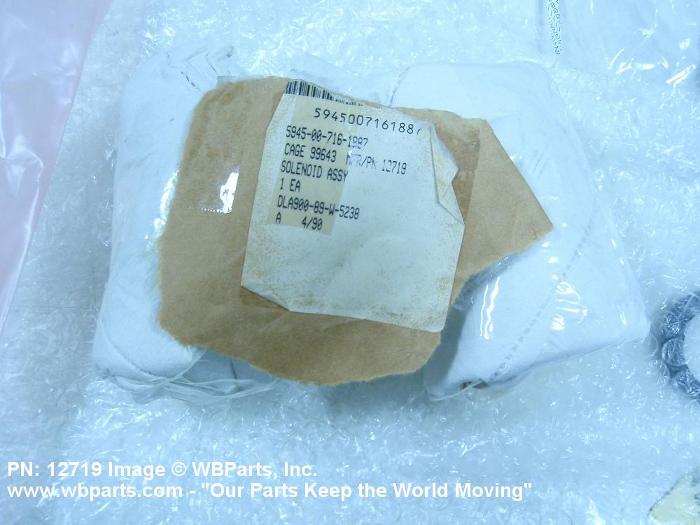 5945007161887
5945-00-716-1887
CAGE 99643 MFR/PN 12719
SOLENOID ASSY
1 EA
DLA900-89-W-5238
A 4/90
PN: 12719 Image © WBParts, Inc.
www.wbparts.com - "Our Parts Keep the World Moving"